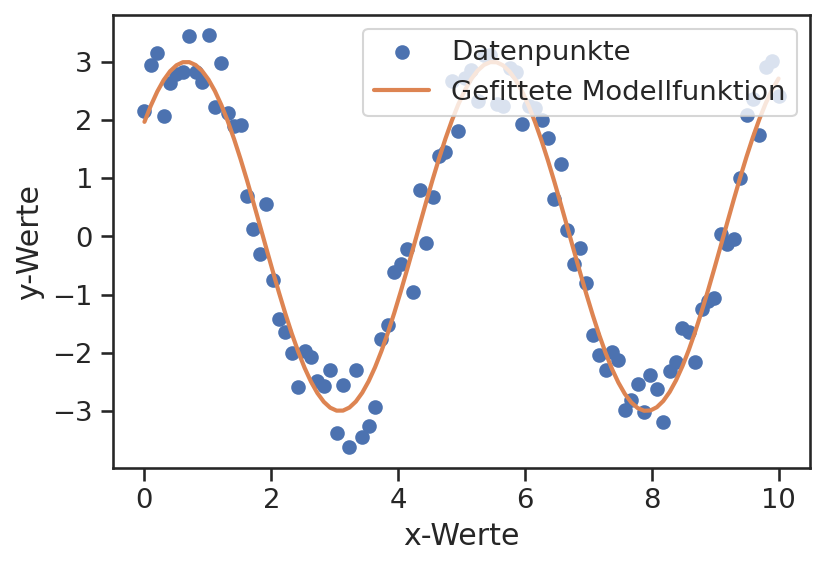 Datenpunkte
Gefittete Modellfunktion
y-Werte
3
2
1
0
−1
−2
−3
0 2 4 6 8 10
x-Werte